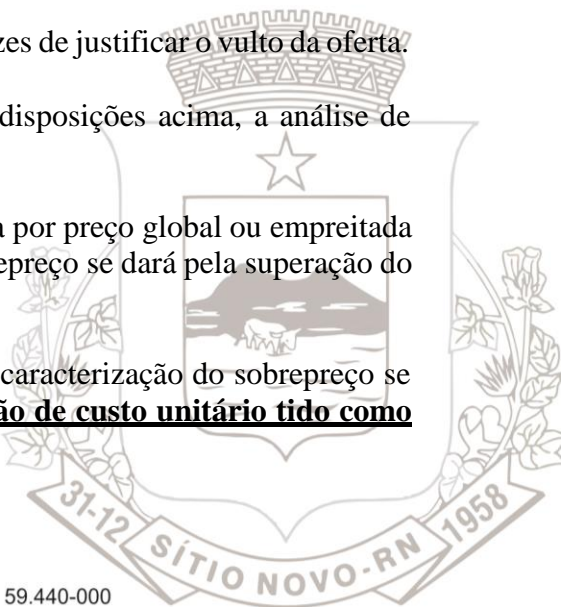 zes de justificar o vulto da oferta.
disposições acima, a análise de
a por preço global ou empreitada
epreço se dará pela superação do
caracterização do sobrepreço se
ão de custo unitário tido como
31-12 SÍTIO NOVO-RN 1958
59.440-000